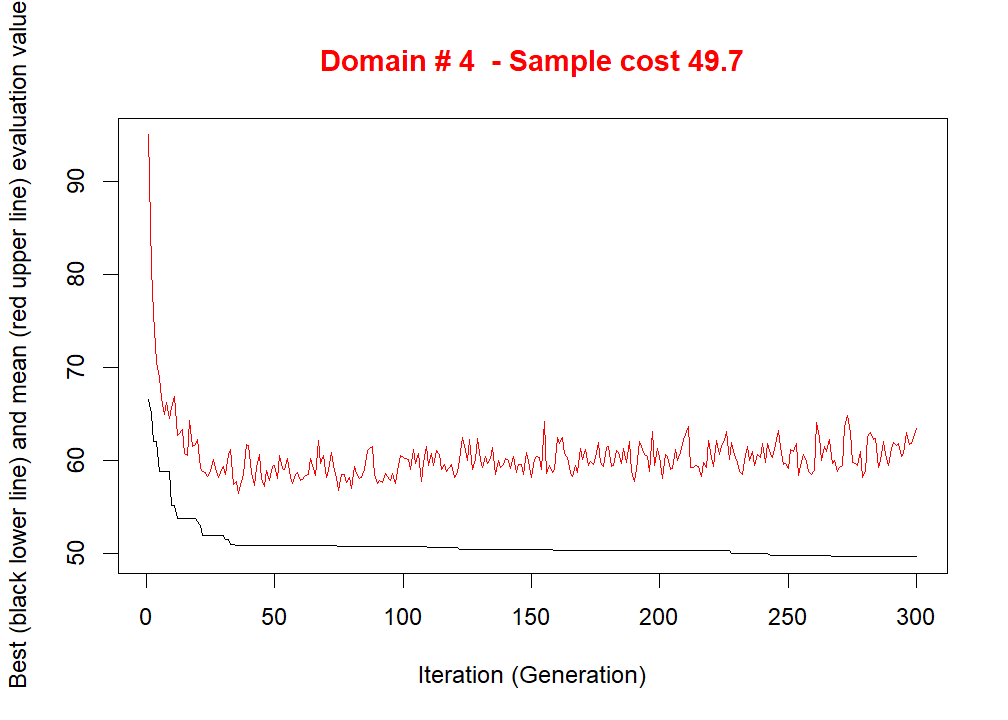 Domain # 4  - Sample cost 49.7
Best (black lower line) and mean (red upper line) evaluation value
90
80
70
60
50
0 50 100 150 200 250 300
Iteration (Generation)